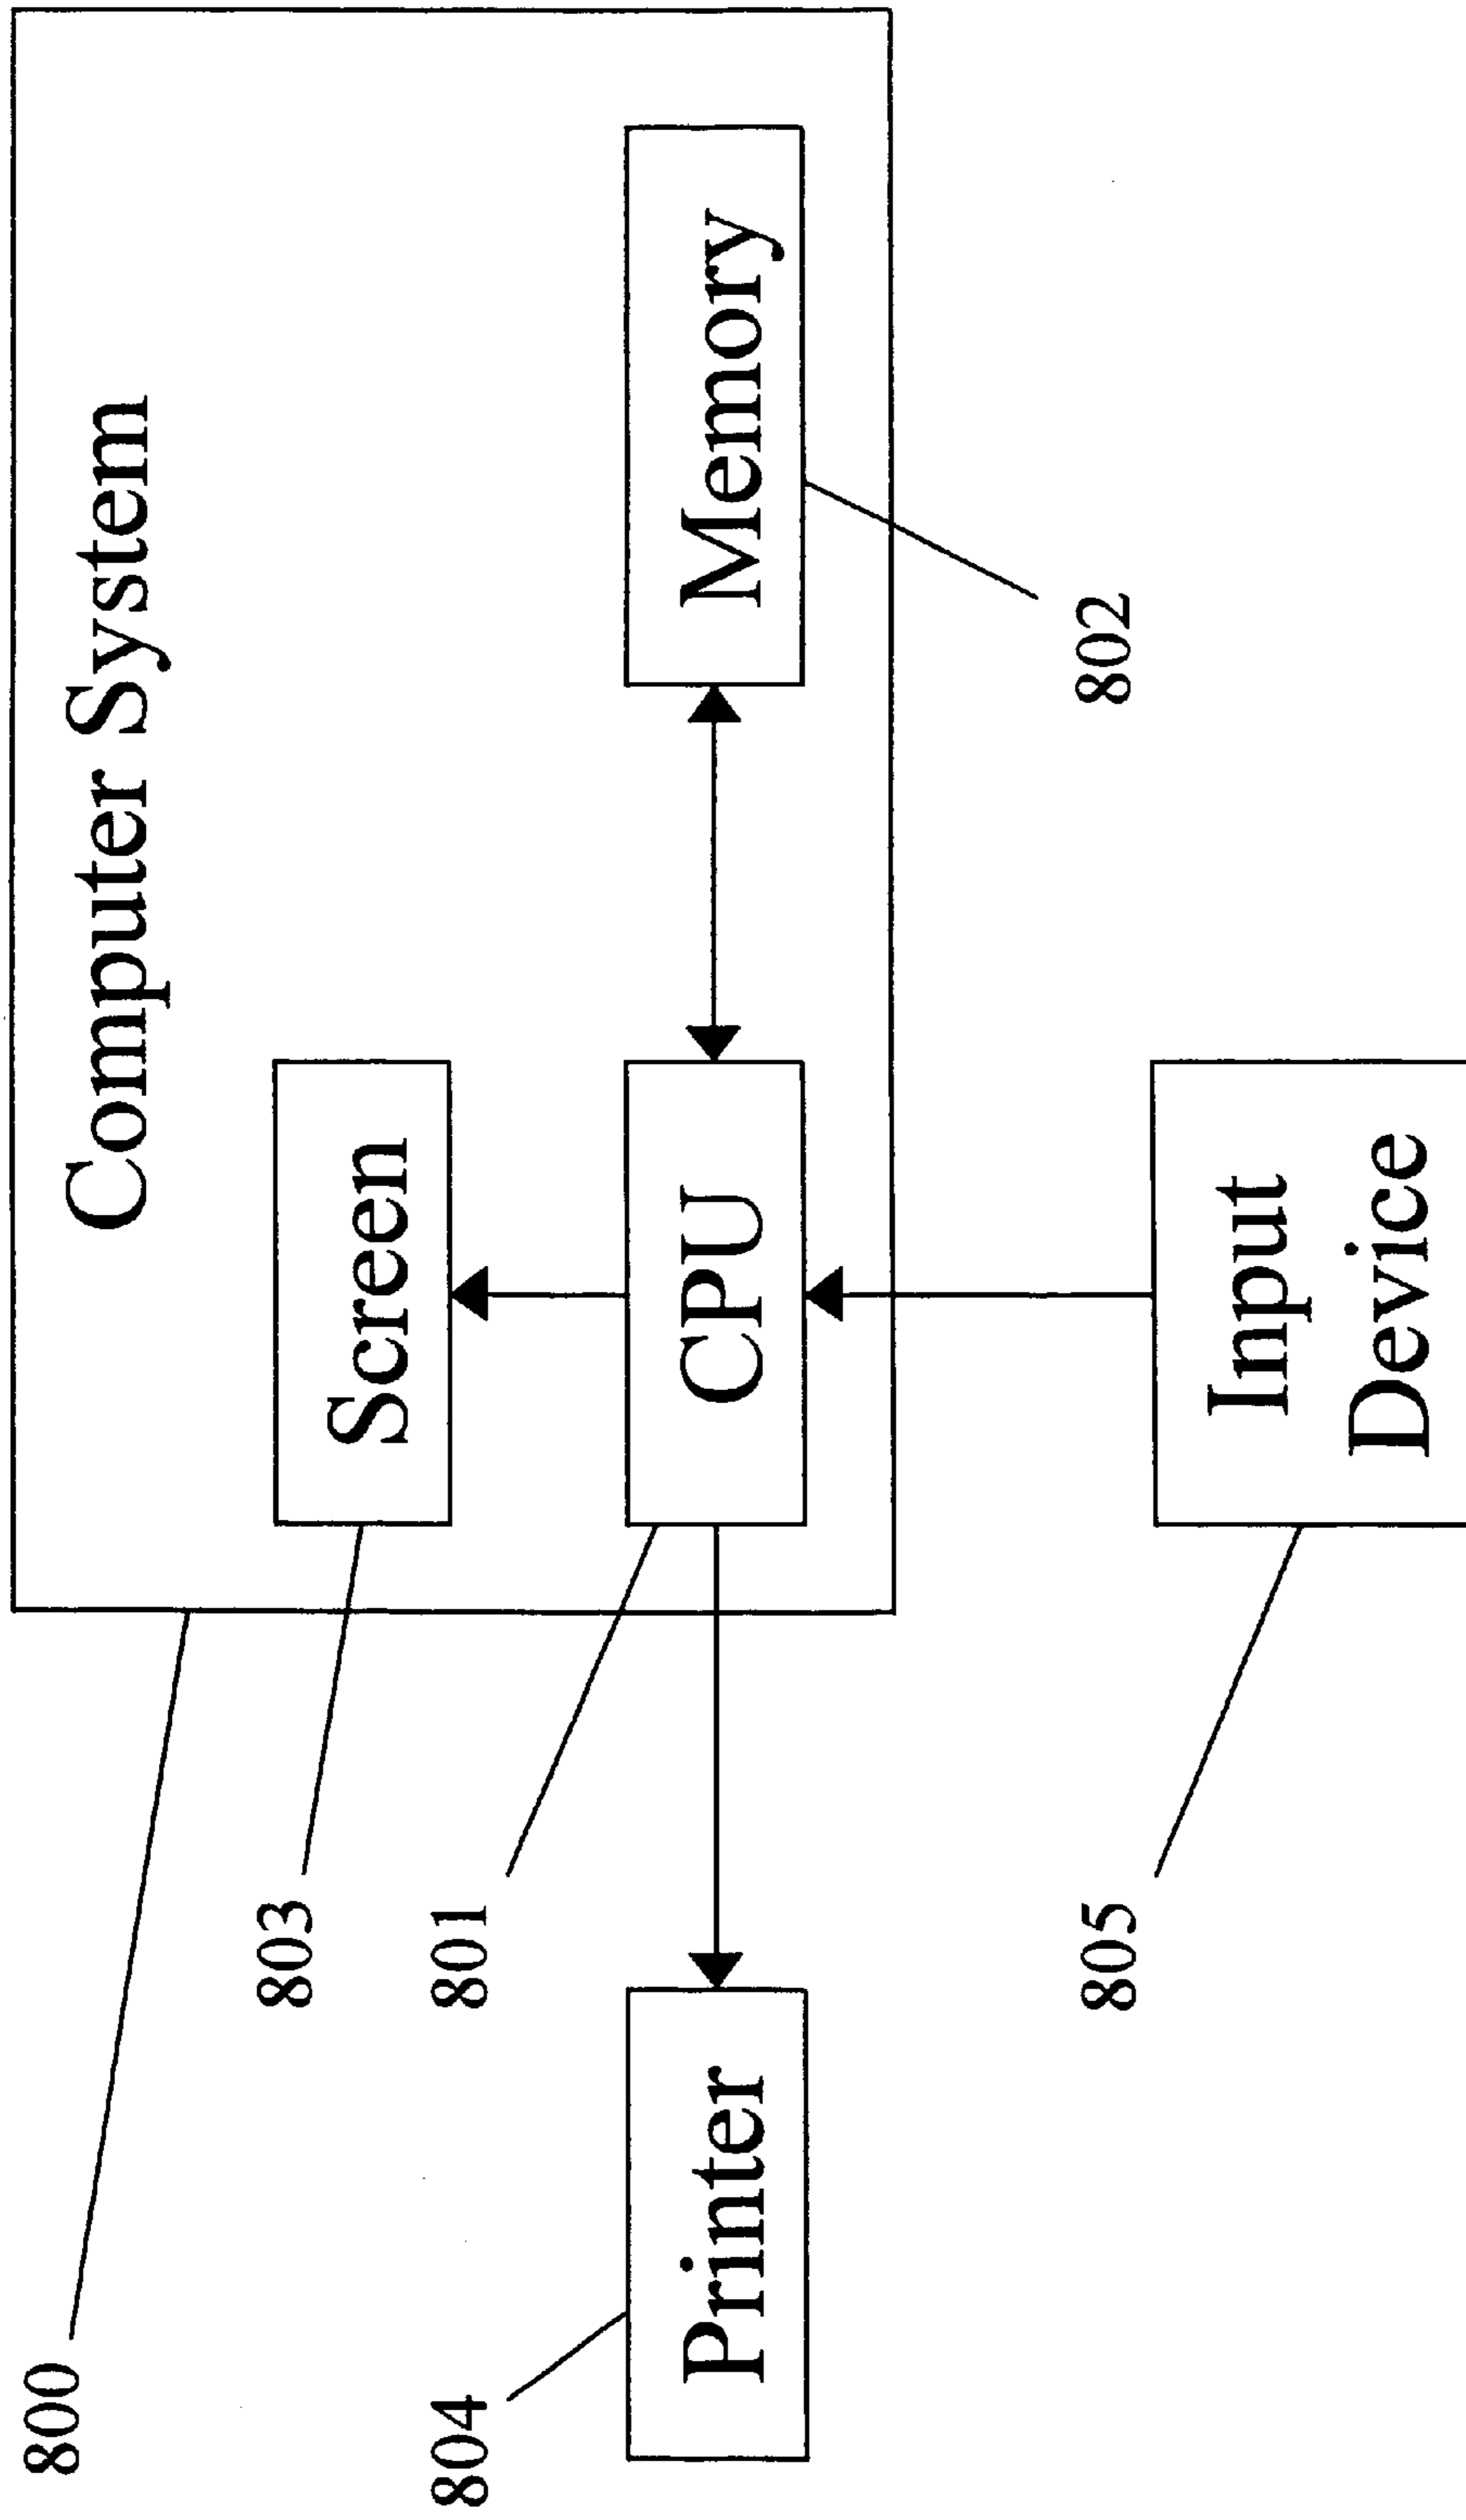 800
Computer System
803
Screen
801
804
Printer
CPU
Memory
802
805
Input
Device